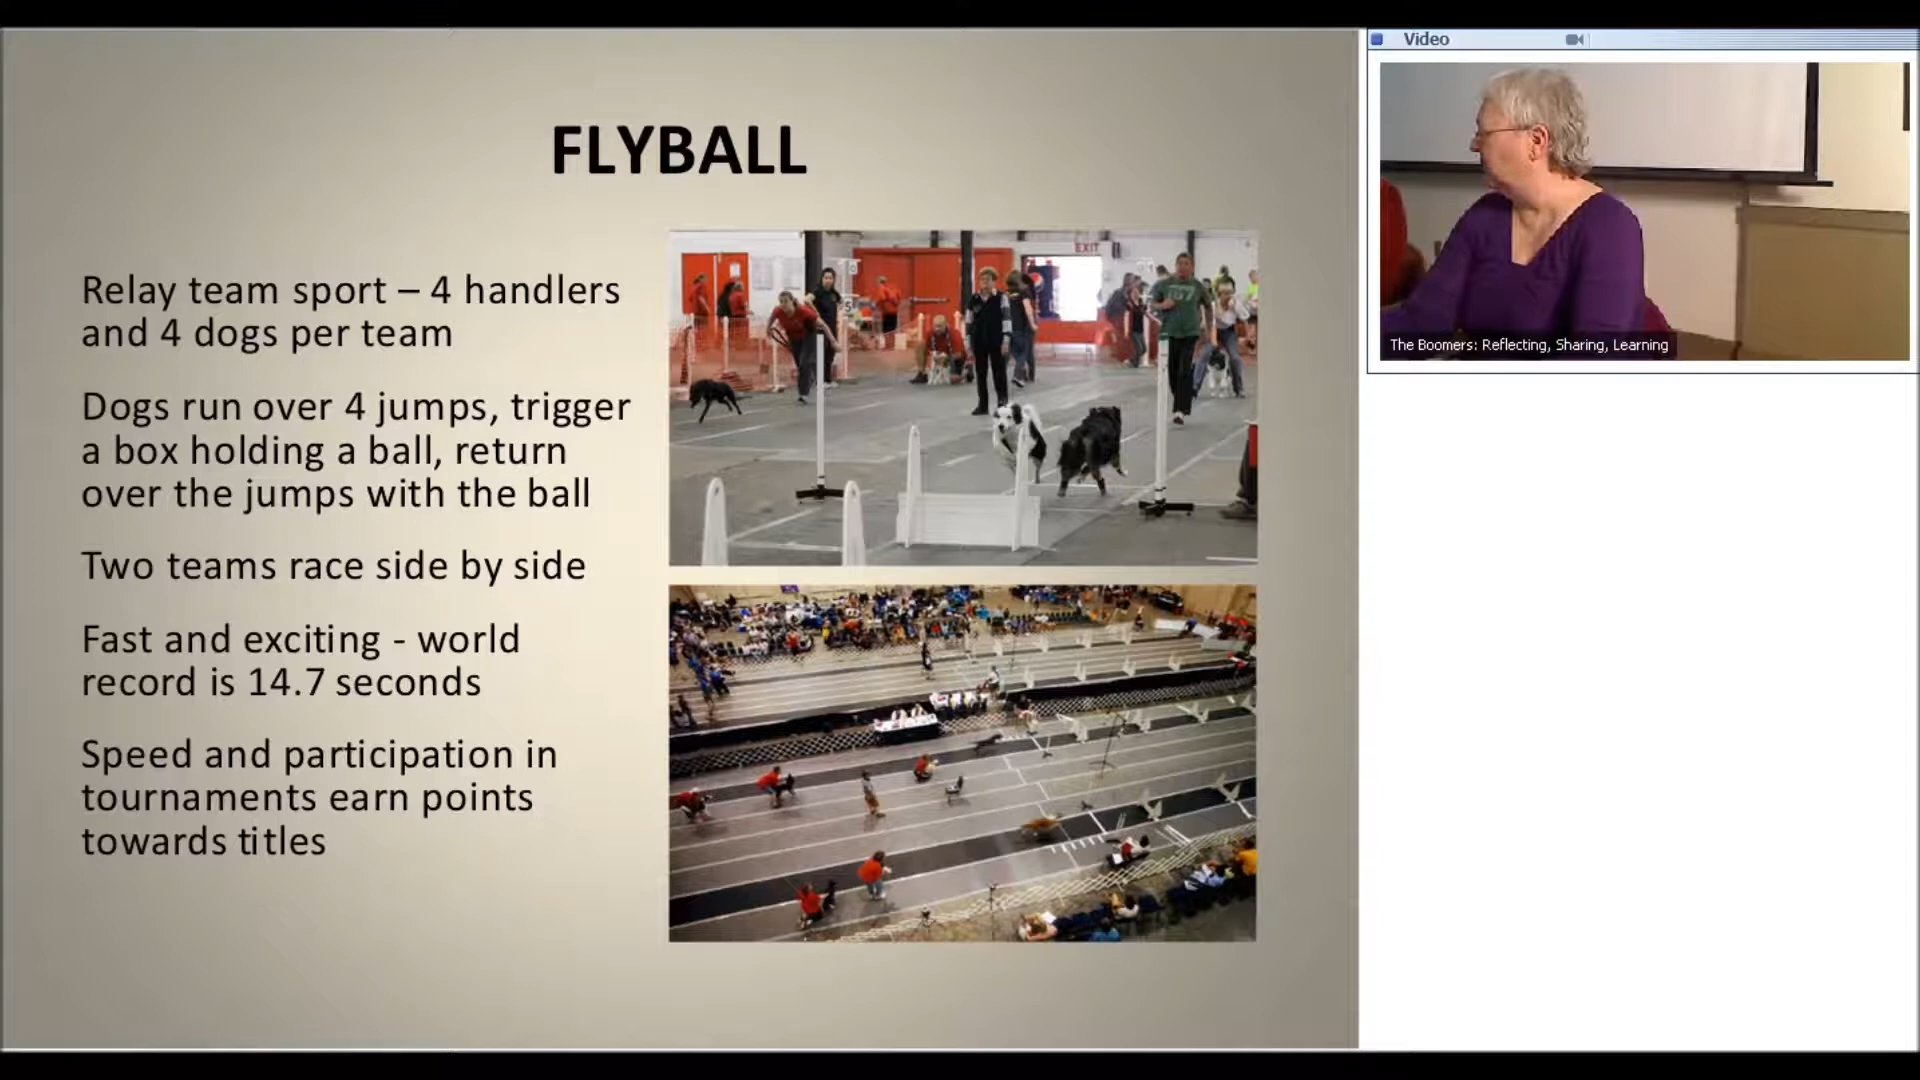 FLYBALL
Relay team sport – 4 handlers
and 4 dogs per team
Dogs run over 4 jumps, trigger
a box holding a ball, return
over the jumps with the ball
Two teams race side by side
Fast and exciting - world
record is 14.7 seconds
Speed and participation in
tournaments earn points
towards titles
EXIT
Video
The Boomers: Reflecting, Sharing, Learning